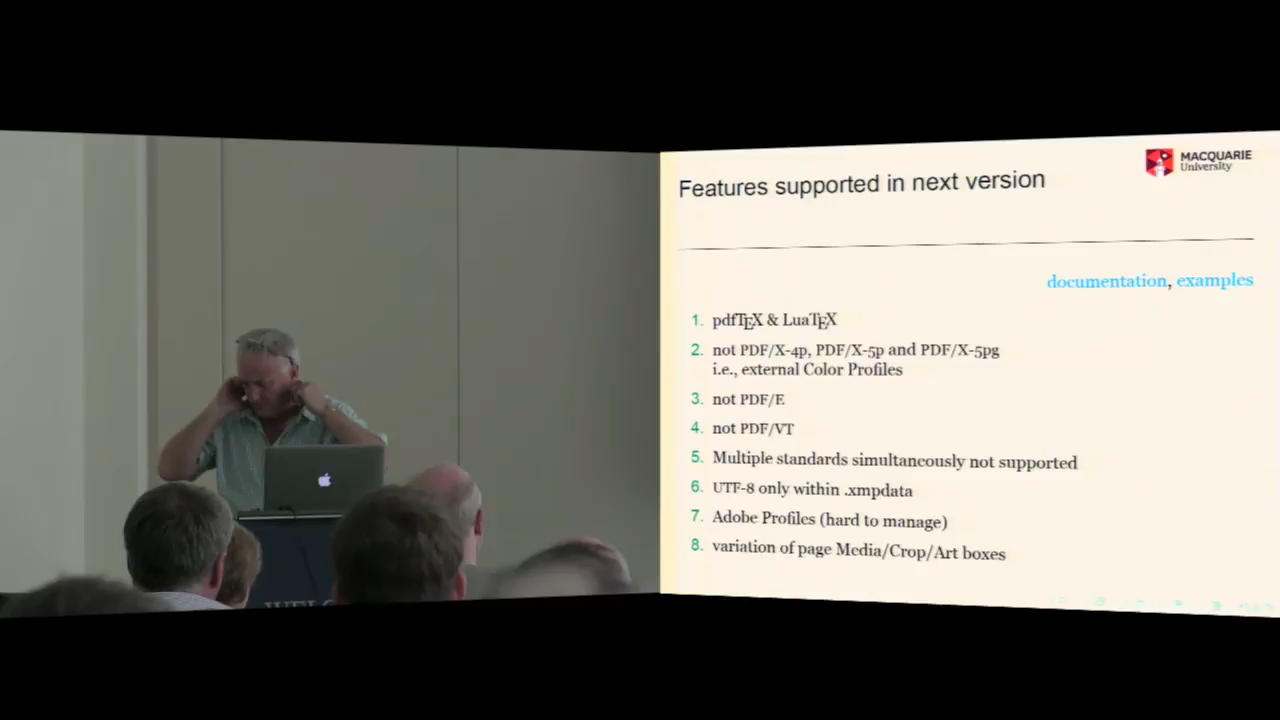 MACQUARIE
University
Features supported in next version
documentation, examples
1. pdfTEX & LuaTEX
2. not PDF/X-4p, PDF/X-5p and PDF/X-5pg
i.e., external Color Profiles
3. not PDF/E
4. not PDF/VT
5. Multiple standards simultaneously not supported
6. UTF-8 only within .xmpdata
7. Adobe Profiles (hard to manage)
8. variation of page Media/Crop/Art boxes